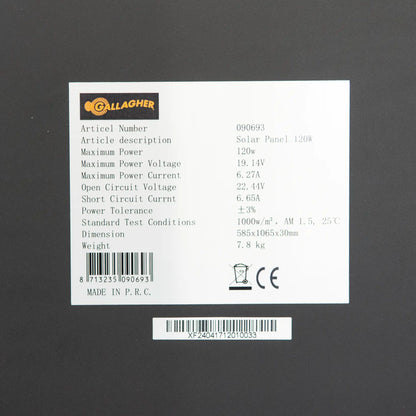 GALLAGHER
Articel Number 090693
Article description Solar Panel 120W
Maximum Power 120w
Maximum Power Voltage 19.14V
Maximum Power Current 6.27A
Open Circuit Voltage 22.44V
Short Circuit Currnt 6.65A
Power Tolerance ±3%
Standard Test Conditions 1000w/m². AM 1.5, 25℃
Dimension 585x1065x30mm
Weight 7.8 kg
8 713235 090693
CE
MADE IN P.R.C.
XF24041712010033